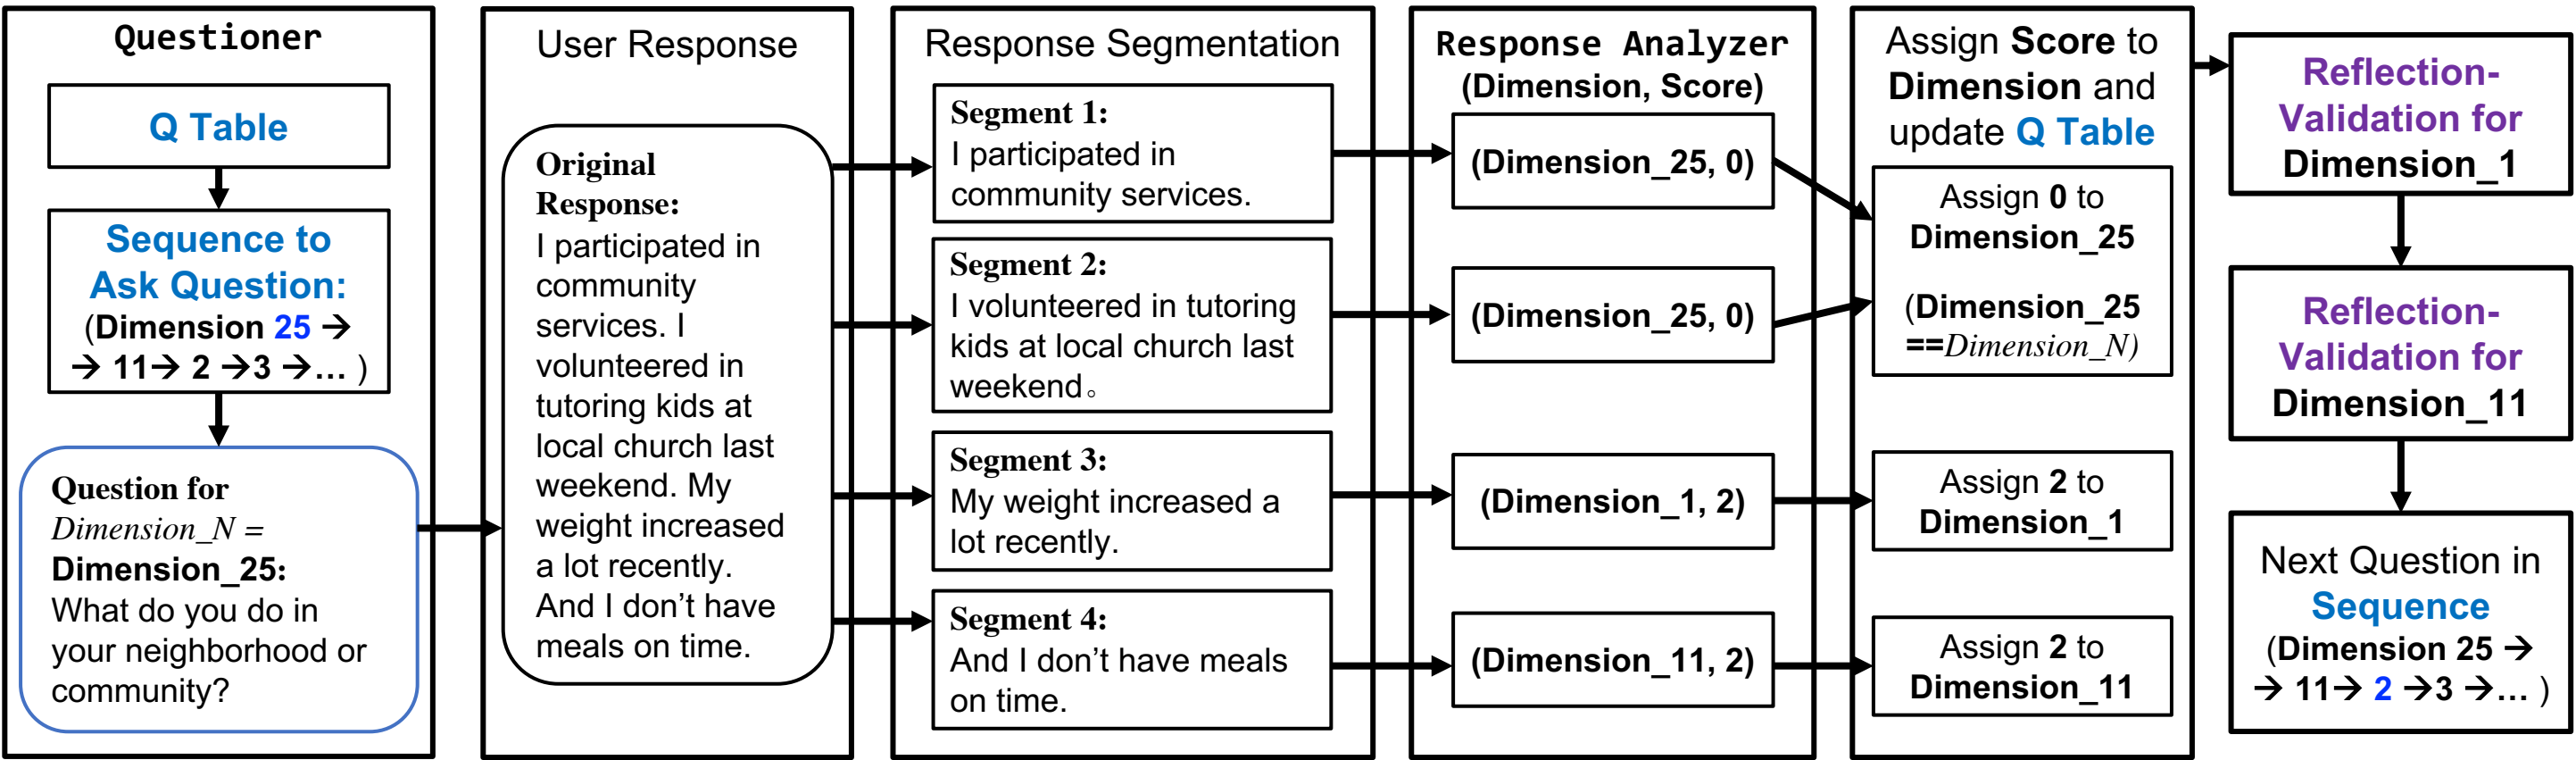 Questioner
Q Table
Sequence to
Ask Question:
(Dimension 25 →
→ 11→ 2 →3 →... )
Question for
Dimension_N =
Dimension_25:
What do you do in
your neighborhood or
community?
User Response
Original
Response:
I participated in
community
services. I
volunteered in
tutoring kids at
local church last
weekend. My
weight increased
a lot recently.
And I don’t have
meals on time.
Response Segmentation
Segment 1:
I participated in
community services.
Segment 2:
I volunteered in tutoring
kids at local church last
weekend。
Segment 3:
My weight increased a
lot recently.
Segment 4:
And I don’t have meals
on time.
Response Analyzer
(Dimension, Score)
(Dimension_25, 0)
(Dimension_25, 0)
(Dimension_1, 2)
(Dimension_11, 2)
Assign Score to
Dimension and
update Q Table
Assign 0 to
Dimension_25
(Dimension_25
==Dimension_N)
Assign 2 to
Dimension_1
Assign 2 to
Dimension_11
Reflection-
Validation for
Dimension_1
Reflection-
Validation for
Dimension_11
Next Question in
Sequence
(Dimension 25 →
→ 11→ 2 →3 →... )